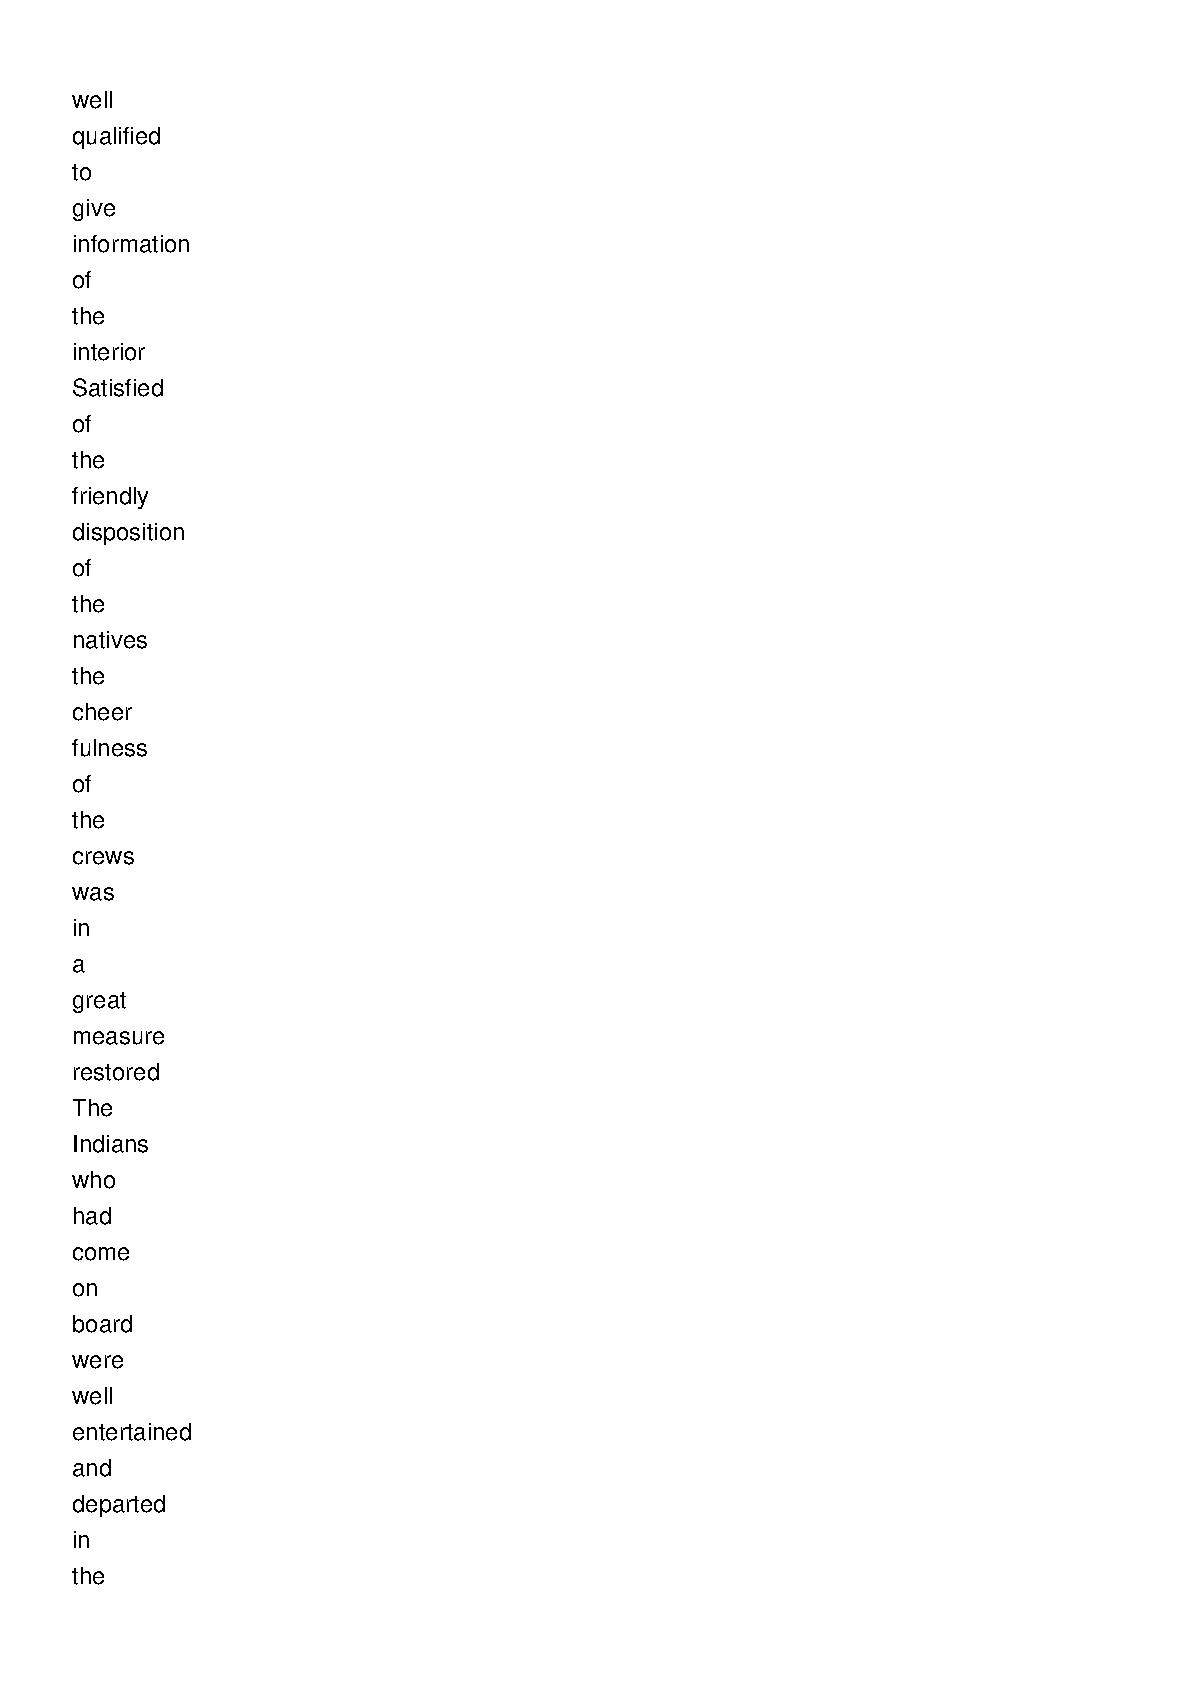 well
qualified
to
give
information
of
the
interior
Satisfied
of
the
friendly
disposition
of
the
natives
the
cheer
fulness
of
the
crews
was
in
a
great
measure
restored
The
Indians
who
had
come
on
board
were
well
entertained
and
departed
in
the